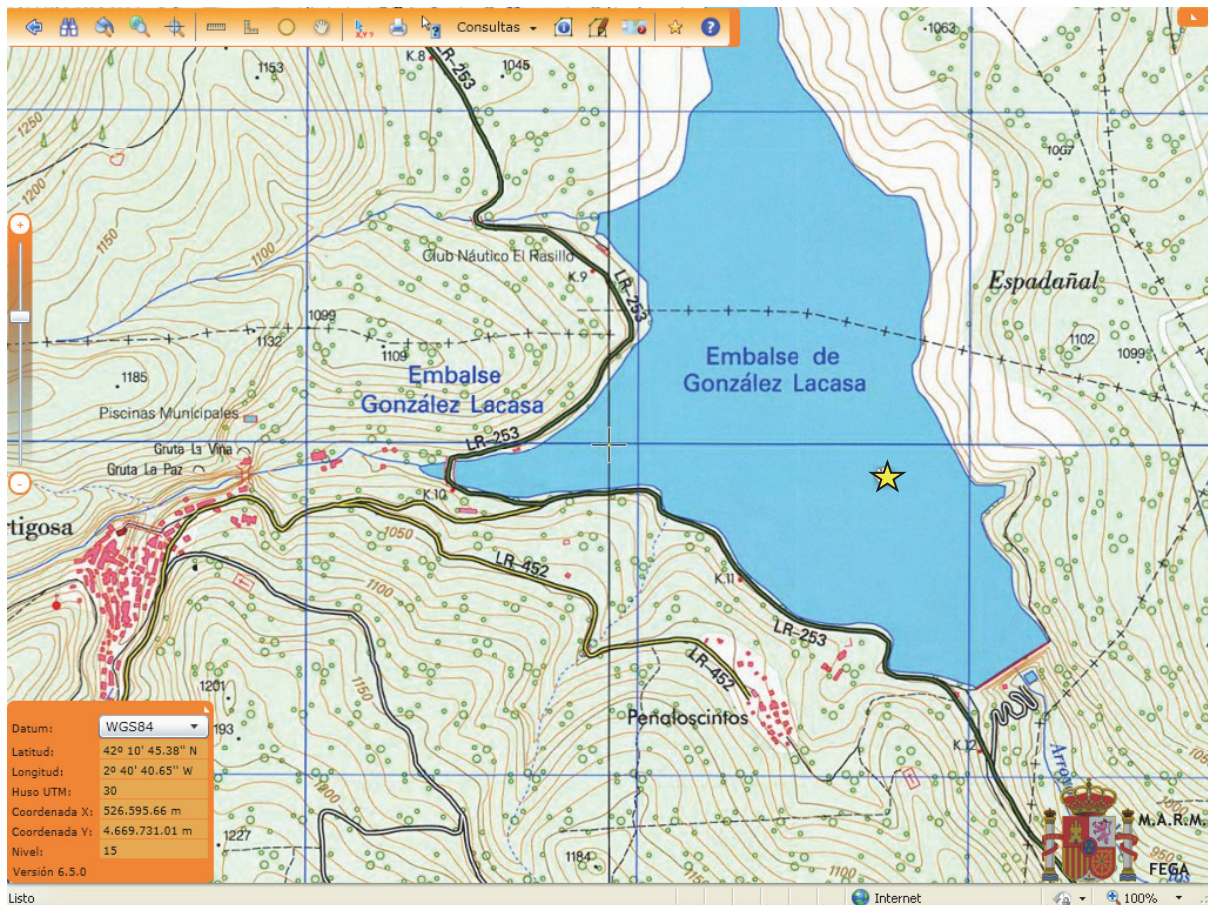 Consultas
1063
K.8
LR-253
1045
1153
1250
1067
1200
1150
1100
Club Náutico El Rasillo
K.9
LR-253
Espadañal
1099
1132
1109
1102
1099
Embalse de
González Lacasa
1185
Embalse
González Lacasa
Piscinas Municipales
LR-253
Gruta La Viña
Gruta La Paz
K.10
tigosa
1050
LR-452
1100
K.11
LR-253
LR-452
1201
1150
Peñaloscintos
193
K.12
Arroyo
Datum: WGS84
Latitud: 42º 10' 45.38'' N
Longitud: 2º 40' 40.65'' W
Huso UTM: 30
Coordenada X: 526.595.66 m
Coordenada Y: 4.669.731.01 m
Nivel: 15
Versión 6.5.0
1200
1227
1184
1100
1000
950
M.A.R.M.
FEGA
Listo
Internet
100%